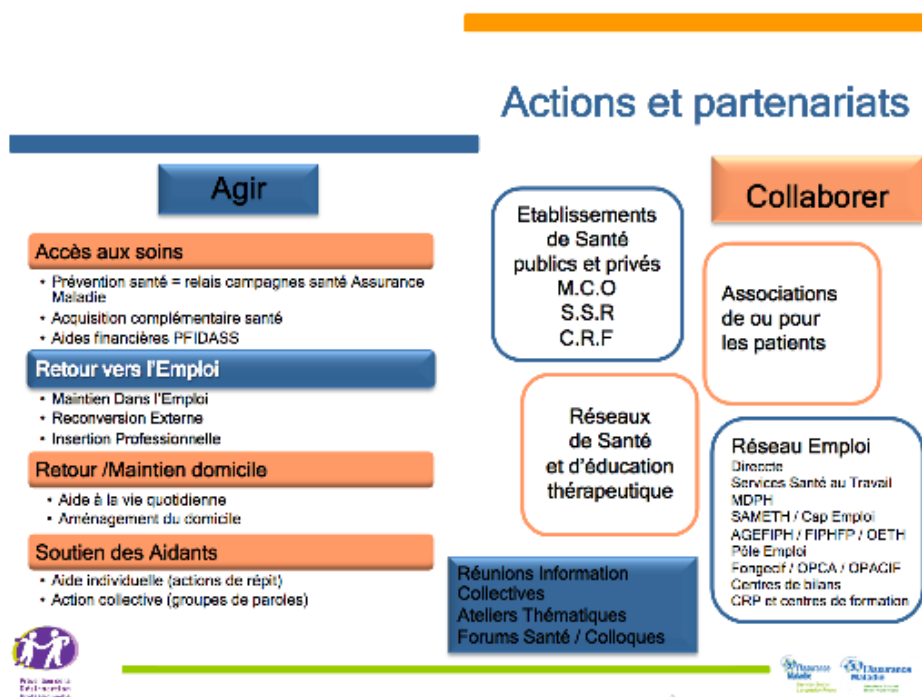 Actions et partenariats
Agir
Accès aux soins
• Prévention santé = relais campagnes santé Assurance
Maladie
• Acquisition complémentaire santé
• Aides financières PFIDASS
Retour vers l'Emploi
• Maintien Dans l'Emploi
• Reconversion Externe
• Insertion Professionnelle
Retour /Maintien domicile
• Aide à la vie quotidienne
• Aménagement du domicile
Soutien des Aidants
• Aide individuelle (actions de répit)
• Action collective (groupes de paroles)
Etablissements
de Santé
publics et privés
M.C.O
S.S.R
C.R.F
Collaborer
Associations
de ou pour
les patients
Réseaux
de Santé
et d'éducation
thérapeutique
Réseau Emploi
Direccte
Services Santé au Travail
MDPH
SAMETH / Cap Emploi
AGEFIPH / FIPHFP / OETH
Pôle Emploi
Fongecif / OPCA / OPACIF
Centres de bilans
CRP et centres de formation
Réunions Information
Collectives
Ateliers Thématiques
Forums Santé / Colloques
l'Assurance
Maladie
l'Assurance
Maladie